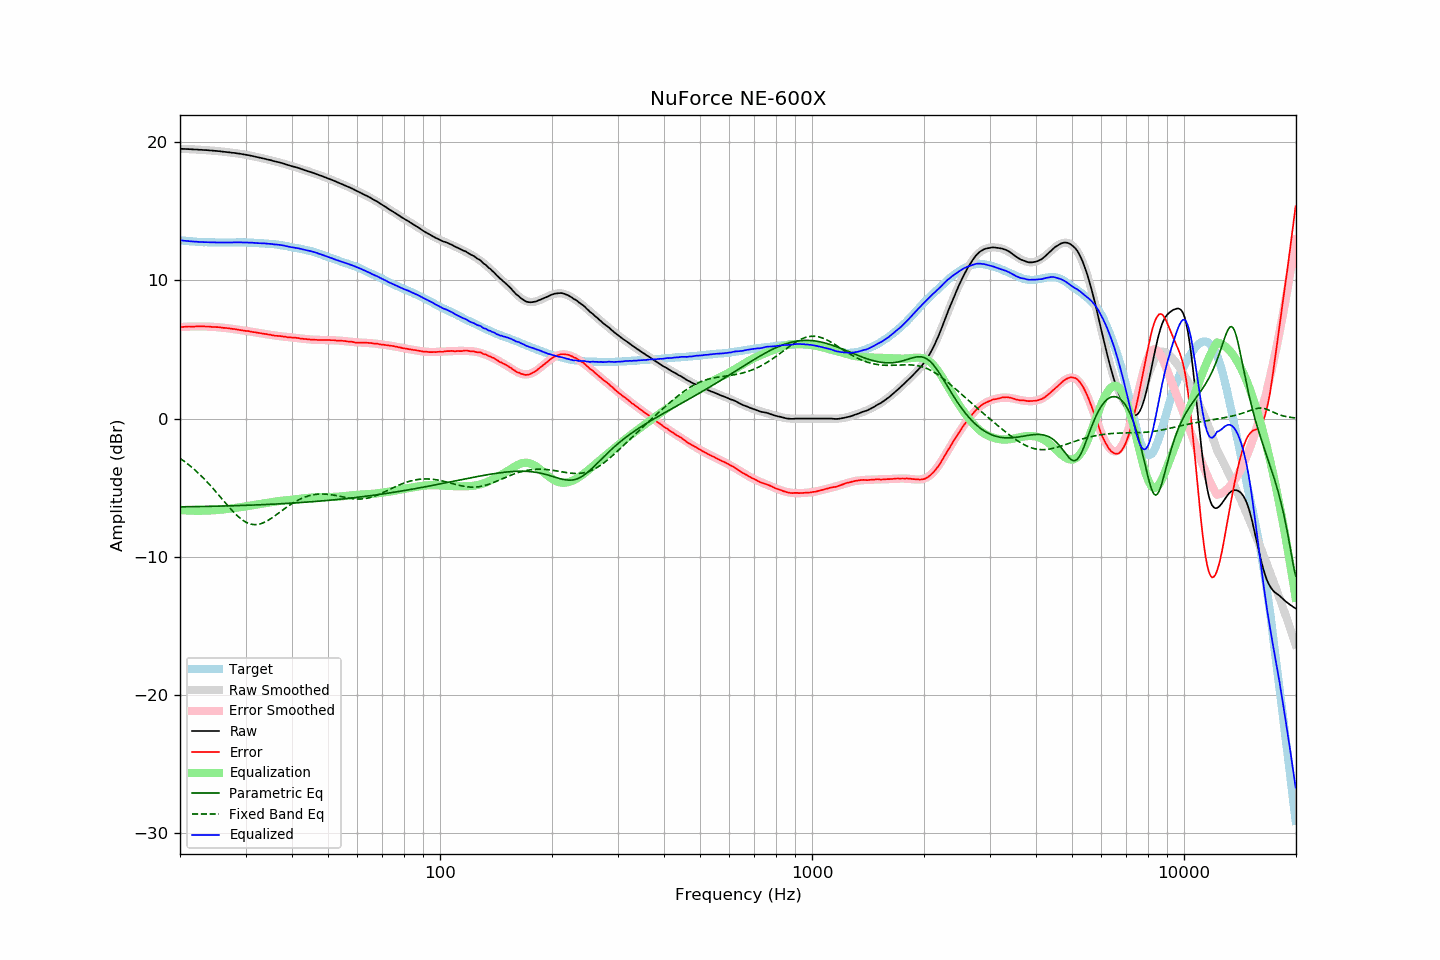 NuForce NE-600X
20
10
0
−10
−20
−30
Amplitude (dBr)
Target
Raw Smoothed
Error Smoothed
Raw
Error
Equalization
Parametric Eq
Fixed Band Eq
Equalized
100
1000
10000
Frequency (Hz)